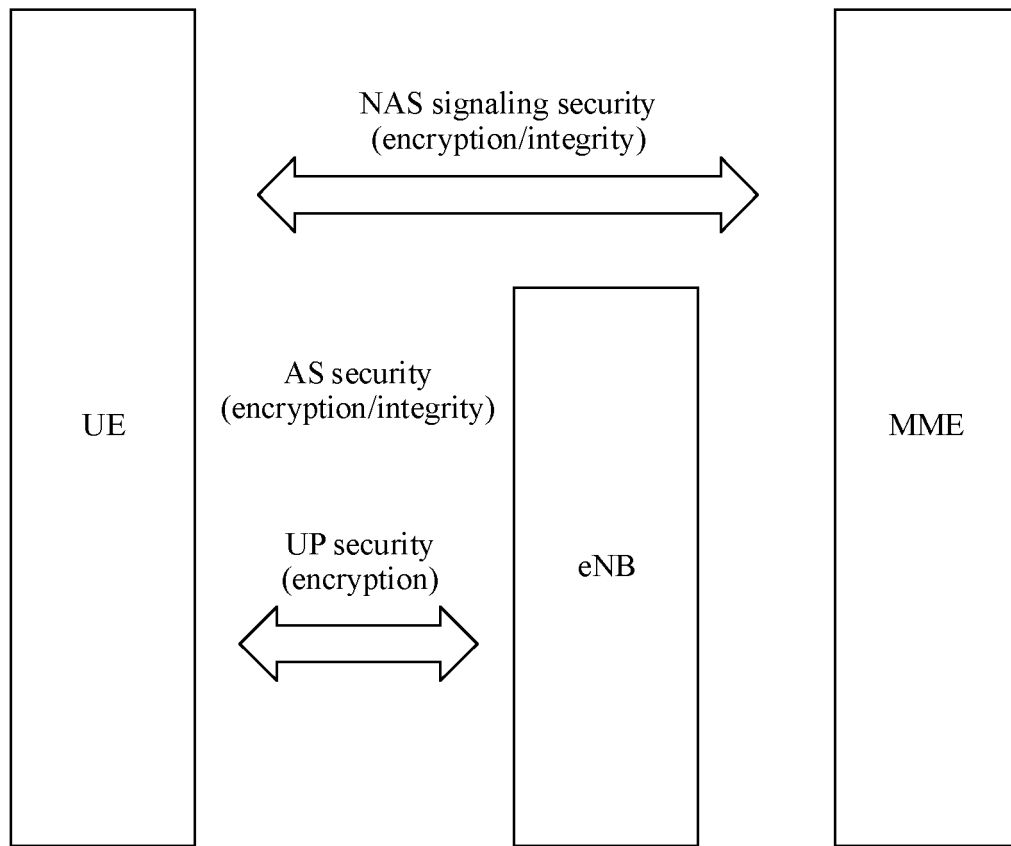 NAS signaling security
(encryption/integrity)
AS security
(encryption/integrity)
UE
MME
UP security
(encryption)
eNB